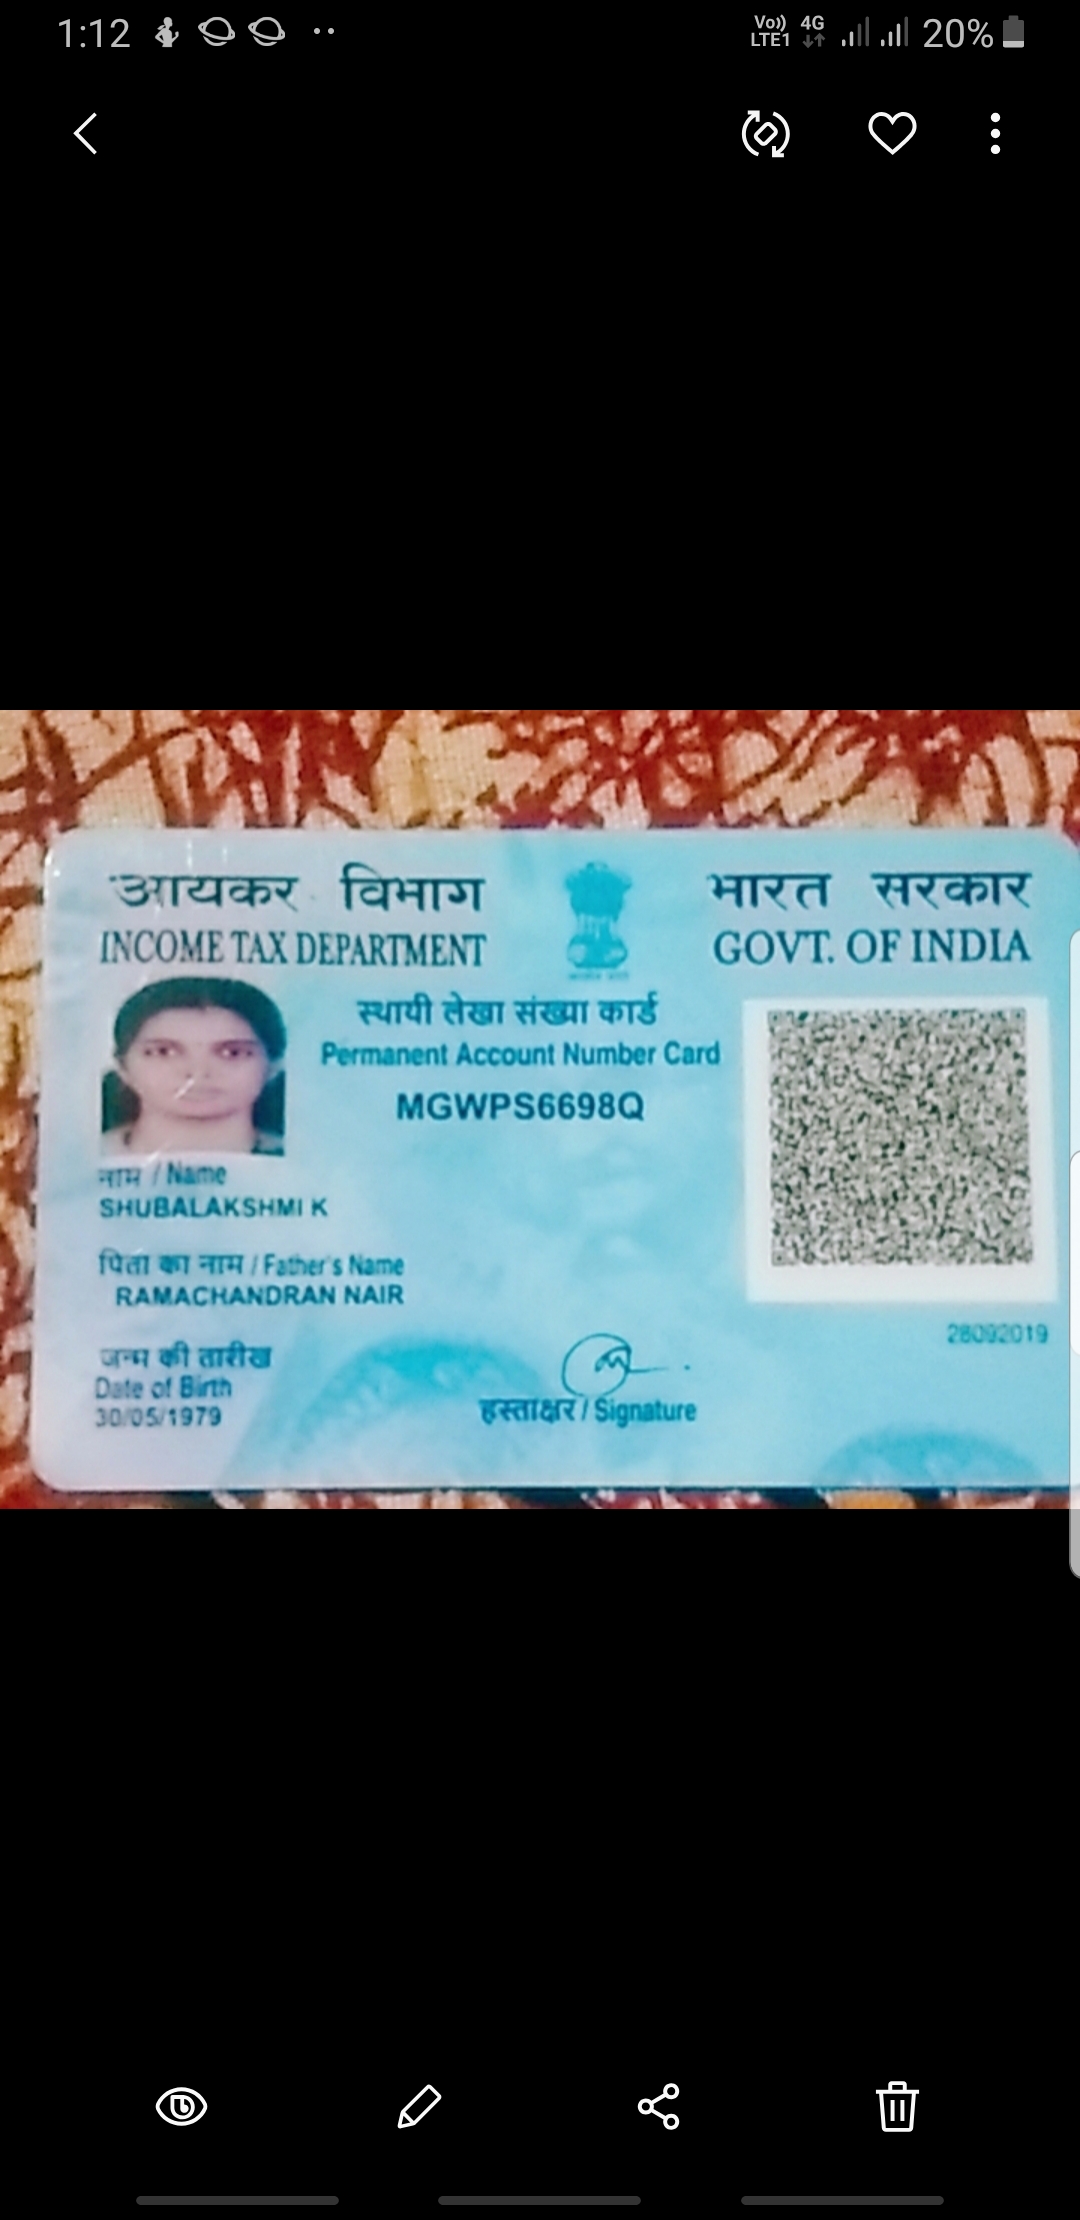 1:12
Vo)) LTE1 4G 20%
आयकर विभाग
INCOME TAX DEPARTMENT
भारत सरकार
GOVT. OF INDIA
स्थायी लेखा संख्या कार्ड
Permanent Account Number Card
MGWPS6698Q
नाम / Name
SHUBALAKSHMI K
पिता का नाम / Father's Name
RAMACHANDRAN NAIR
जन्म की तारीख
Date of Birth
30/05/1979
हस्ताक्षर / Signature
28092019